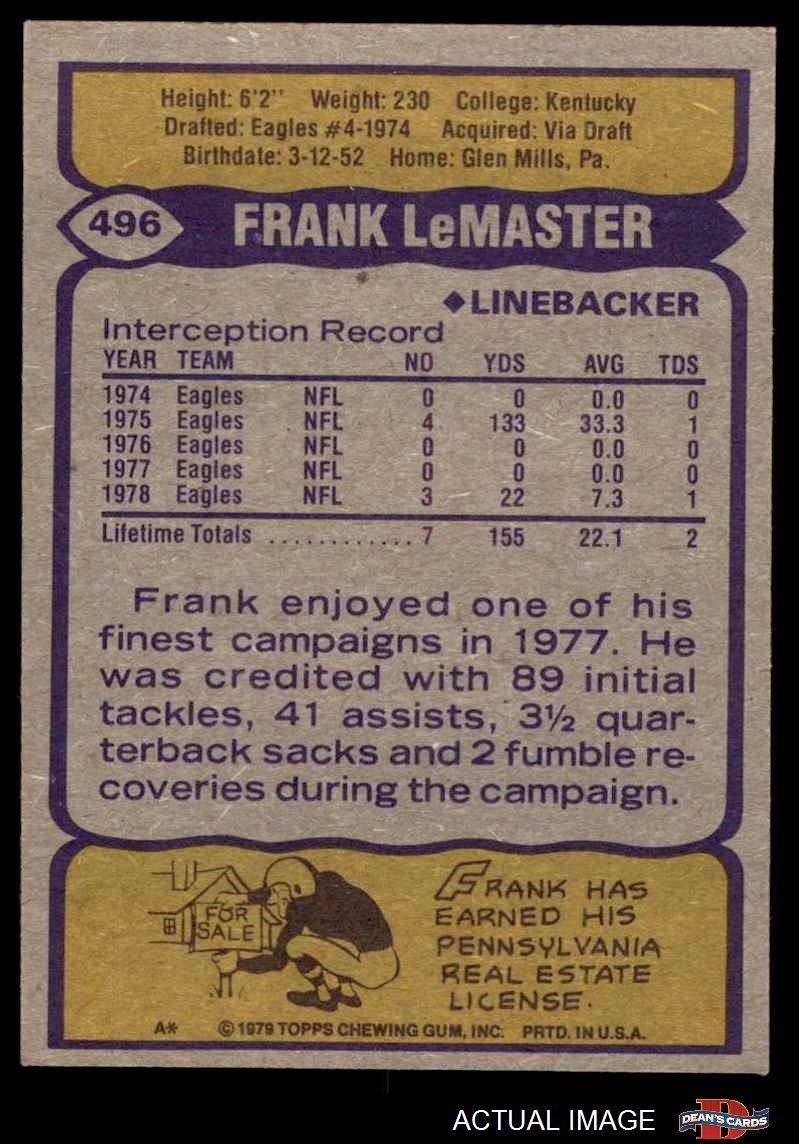 Height: 6'2" Weight: 230 College: Kentucky
Drafted: Eagles #4-1974 Acquired: Via Draft
Birthdate: 3-12-52 Home: Glen Mills, Pa.
496 FRANK LeMASTER
◆LINEBACKER
Interception Record
YEAR TEAM NO YDS AVG TDS
1974 Eagles NFL 0 0 0.0 0
1975 Eagles NFL 4 133 33.3 1
1976 Eagles NFL 0 0 0.0 0
1977 Eagles NFL 0 0 0.0 0
1978 Eagles NFL 3 22 7.3 1
Lifetime Totals ............ 7 155 22.1 2
Frank enjoyed one of his
finest campaigns in 1977. He
was credited with 89 initial
tackles, 41 assists, 3½ quar-
terback sacks and 2 fumble re-
coveries during the campaign.
FOR
SALE
FRANK HAS
EARNED HIS
PENNSYLVANIA
REAL ESTATE
LICENSE.
A* © 1979 TOPPS CHEWING GUM, INC. PRTD. IN U.S.A.
ACTUAL IMAGE
D
DEAN'S CARDS